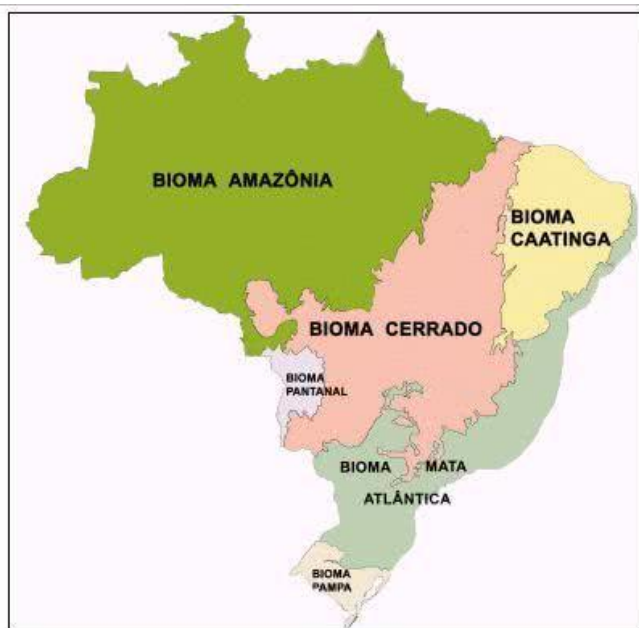 BIOMA AMAZÔNIA
BIOMA
CAATINGA
BIOMA CERRADO
BIOMA
PANTANAL
BIOMA MATA
ATLÂNTICA
BIOMA
PAMPA